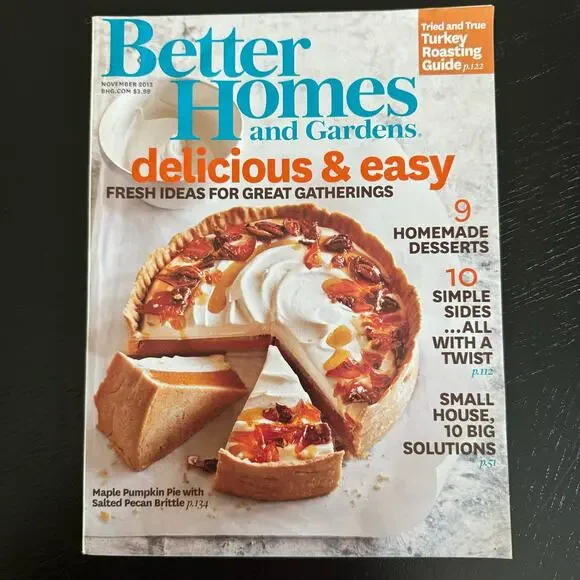 Better
Homes
and Gardens®
NOVEMBER 2013
BHG.COM $3.99
Tried and True
Turkey
Roasting
Guide p.122
delicious & easy
FRESH IDEAS FOR GREAT GATHERINGS
9
HOMEMADE
DESSERTS
10
SIMPLE
SIDES
...ALL
WITH A
TWIST
p.112
SMALL
HOUSE,
10 BIG
SOLUTIONS
p.51
Maple Pumpkin Pie with
Salted Pecan Brittle p.134